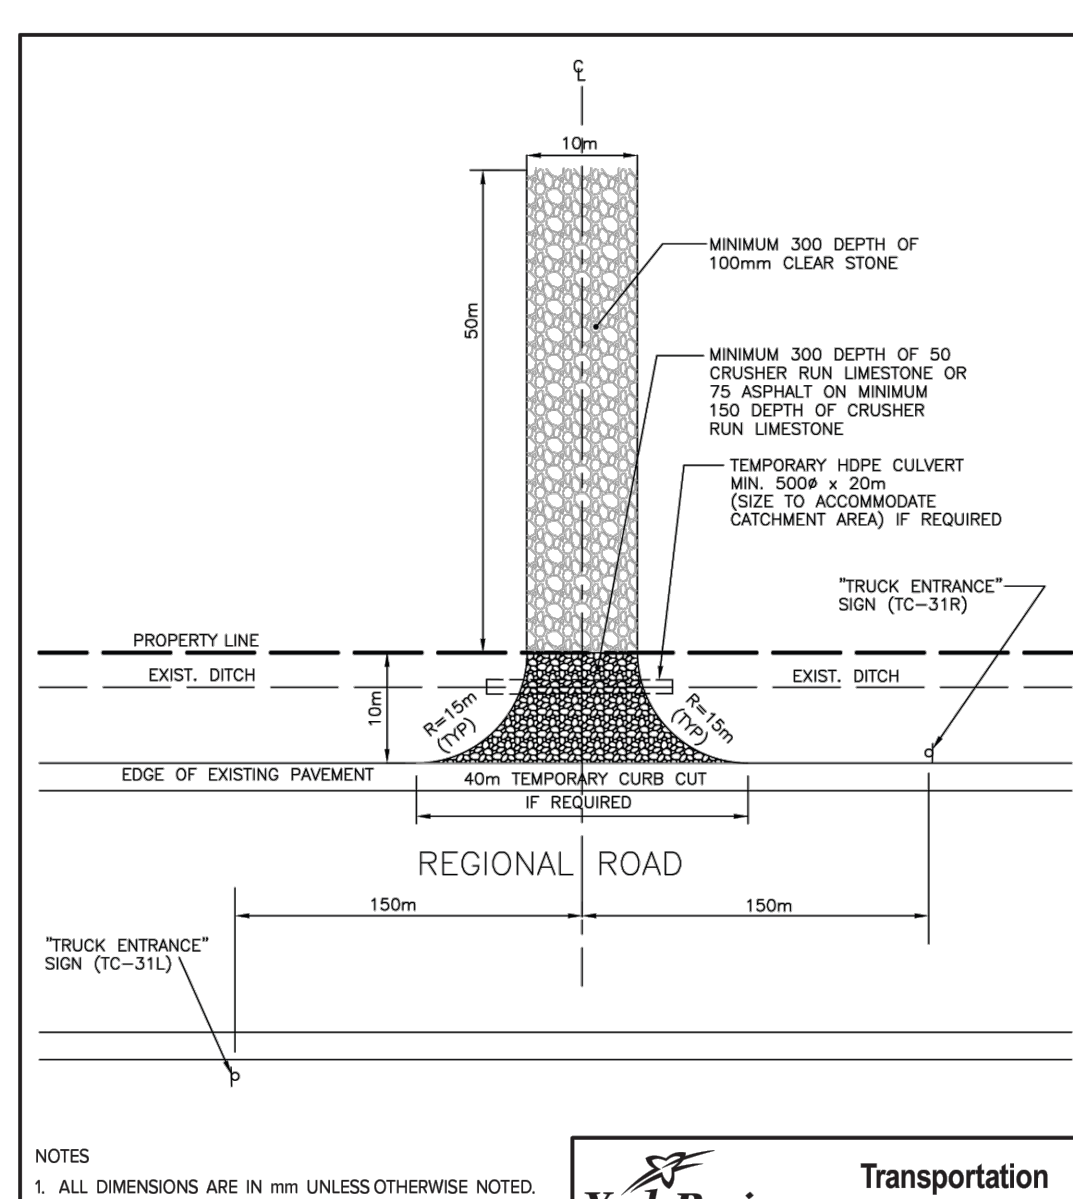 ℄
10m
50m
MINIMUM 300 DEPTH OF
100mm CLEAR STONE
MINIMUM 300 DEPTH OF 50
CRUSHER RUN LIMESTONE OR
75 ASPHALT ON MINIMUM
150 DEPTH OF CRUSHER
RUN LIMESTONE
TEMPORARY HDPE CULVERT
MIN. 500ø x 20m
(SIZE TO ACCOMMODATE
CATCHMENT AREA) IF REQUIRED
"TRUCK ENTRANCE"
SIGN (TC-31R)
PROPERTY LINE
EXIST. DITCH
EXIST. DITCH
10m
R=15m
(TYP)
R=15m
(TYP)
EDGE OF EXISTING PAVEMENT
40m TEMPORARY CURB CUT
IF REQUIRED
REGIONAL ROAD
150m
150m
"TRUCK ENTRANCE"
SIGN (TC-31L)
NOTES
1. ALL DIMENSIONS ARE IN mm UNLESS OTHERWISE NOTED.
Transportation